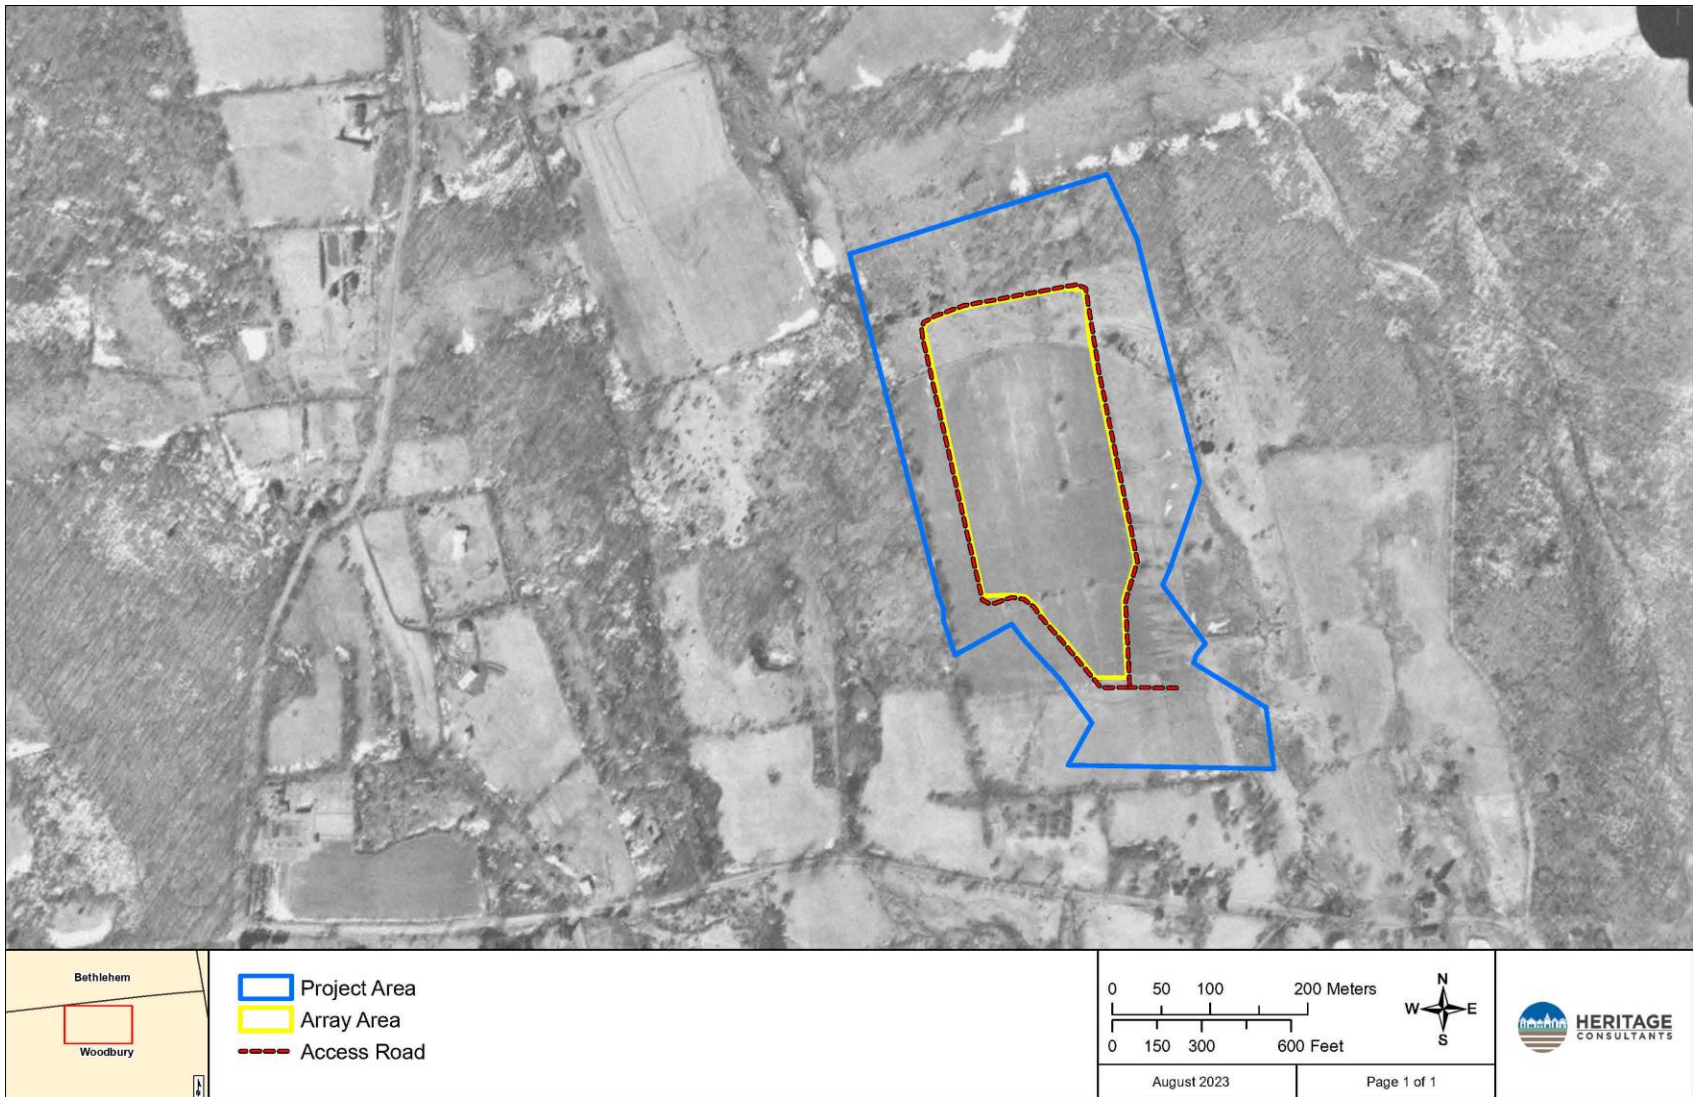 Bethlehem
Woodbury
Project Area
Array Area
Access Road
0 50 100 200 Meters
0 150 300 600 Feet
N
W E
S
August 2023
Page 1 of 1
HERITAGE
CONSULTANTS